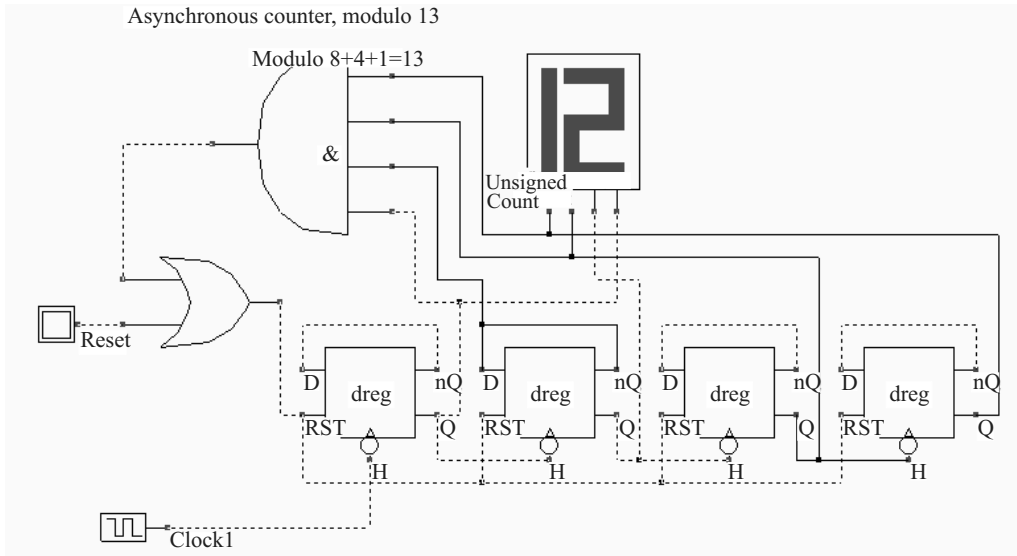 Asynchronous counter, modulo 13
Modulo 8+4+1=13
&
12
Unsigned
Count
Reset
D nQ D nQ D nQ D nQ
dreg dreg dreg dreg
RST Q RST Q RST Q RST Q
H H H H
Clock1